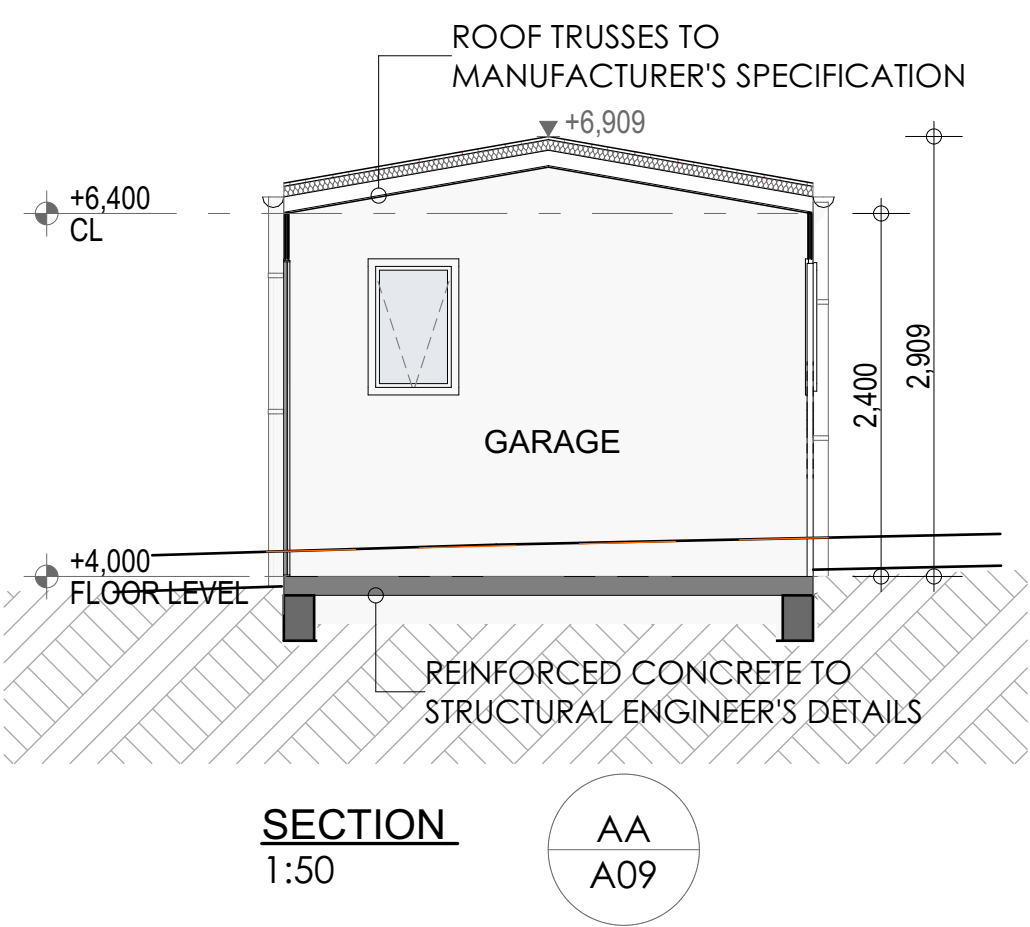 ROOF TRUSSES TO
MANUFACTURER'S SPECIFICATION
+6,909
+6,400
CL
2,909
2,400
GARAGE
+4,000
FLOOR LEVEL
REINFORCED CONCRETE TO
STRUCTURAL ENGINEER'S DETAILS
SECTION
1:50
AA
A09